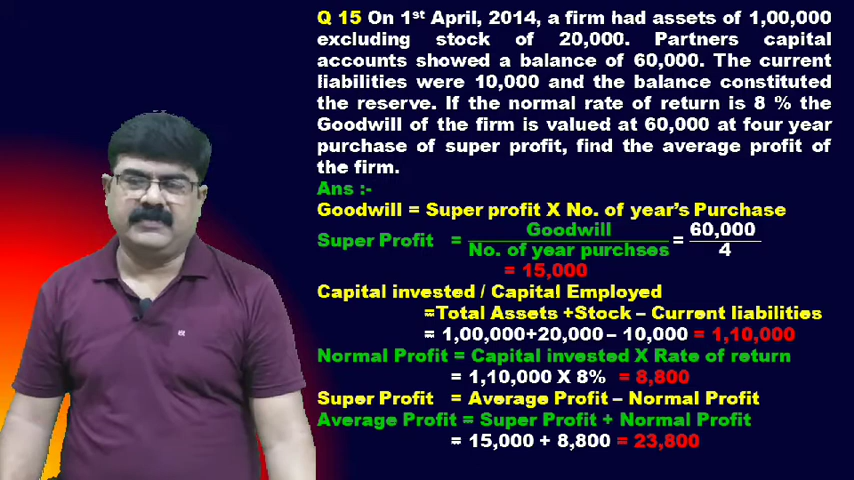 Q 15 On 1st April, 2014, a firm had assets of 1,00,000
excluding stock of 20,000. Partners capital
accounts showed a balance of 60,000. The current
liabilities were 10,000 and the balance constituted
the reserve. If the normal rate of return is 8 % the
Goodwill of the firm is valued at 60,000 at four year
purchase of super profit, find the average profit of
the firm.
Ans :-
Goodwill = Super profit X No. of year's Purchase
Super Profit = Goodwill / No. of year purchses = 60,000 / 4
= 15,000
Capital invested / Capital Employed
=Total Assets +Stock – Current liabilities
= 1,00,000+20,000 – 10,000 = 1,10,000
Normal Profit = Capital invested X Rate of return
= 1,10,000 X 8% = 8,800
Super Profit = Average Profit – Normal Profit
Average Profit = Super Profit + Normal Profit
= 15,000 + 8,800 = 23,800